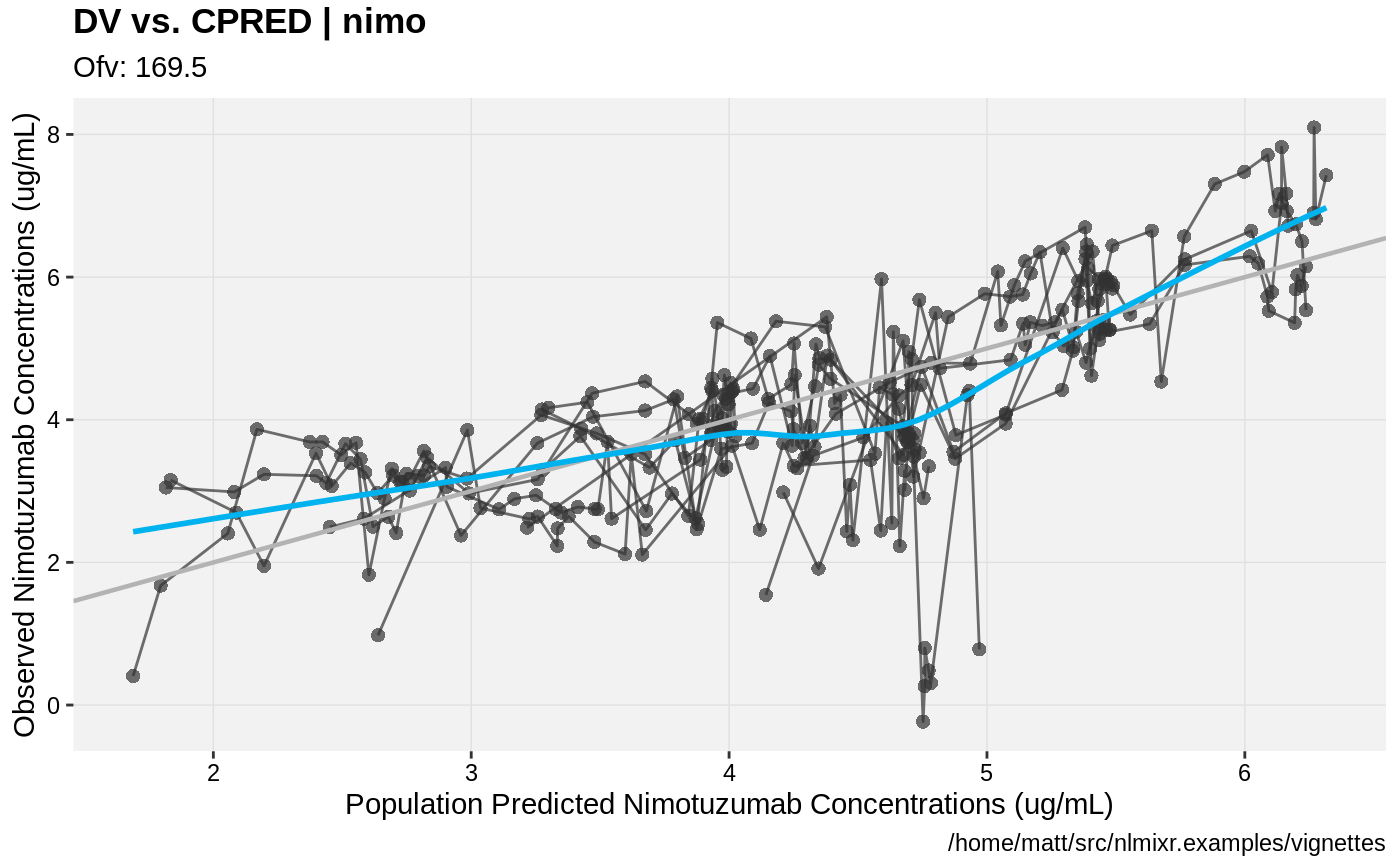 DV vs. CPRED | nimo
Ofv: 169.5
Observed Nimotuzumab Concentrations (ug/mL)
8
6
4
2
0
2 3 4 5 6
Population Predicted Nimotuzumab Concentrations (ug/mL)
/home/matt/src/nlmixr.examples/vignettes